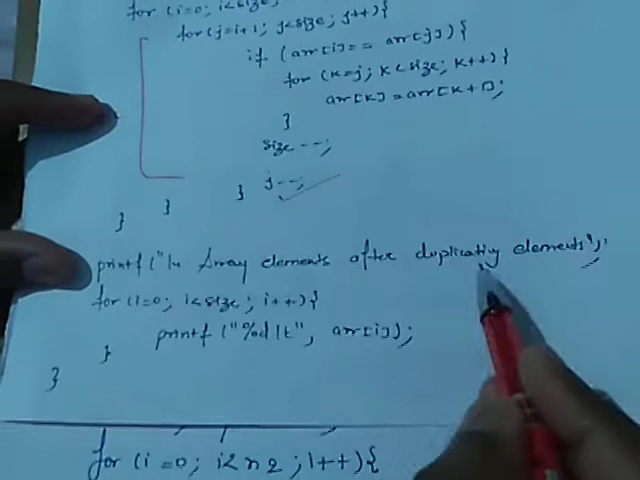 for (i=0; i<size;
for(j=i+1; j<size; j++){
if (arr[i]== arr[j]){
for (k=j; k<size; k++){
arr[k]=arr[k+1];
}
size--;
j--;
} } }
printf("\n Array elements after duplicating elements");
for (i=0; i<size; i++){
printf ("%d \t", arr[i]);
}
}
for (i=0; i<n2; i++){